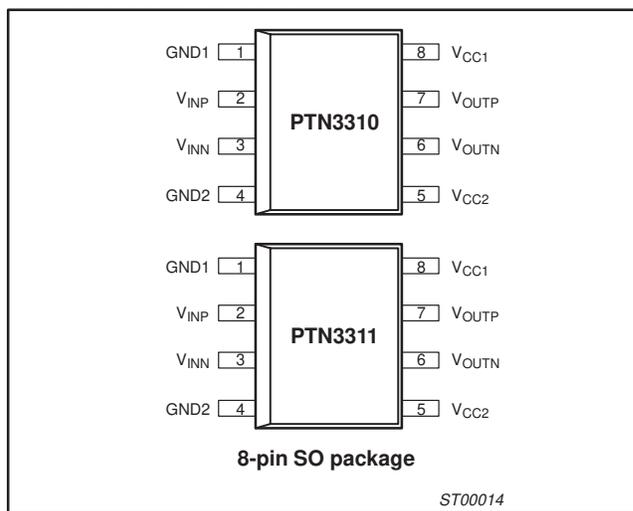 GND1 1 8 VCC1
VINP 2 7 VOUTP
PTN3310
VINN 3 6 VOUTN
GND2 4 5 VCC2
GND1 1 8 VCC1
VINP 2 7 VOUTP
PTN3311
VINN 3 6 VOUTN
GND2 4 5 VCC2
8-pin SO package
ST00014